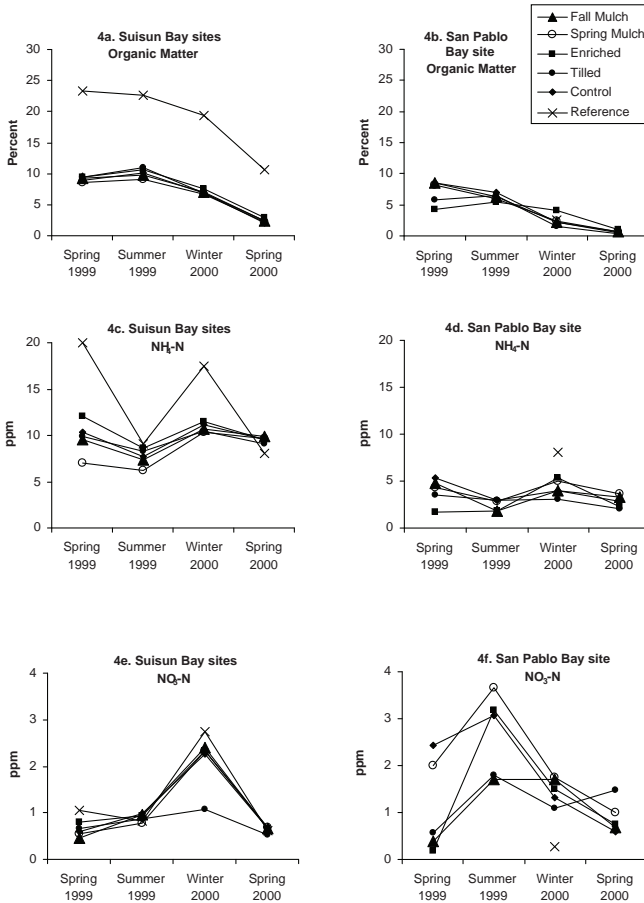 Fall Mulch
Spring Mulch
Enriched
Tilled
Control
Reference
4a. Suisun Bay sites
Organic Matter
Percent
30
25
20
15
10
5
0
Spring 1999
Summer 1999
Winter 2000
Spring 2000
4b. San Pablo
Bay site
Organic Matter
Percent
30
25
20
15
10
5
0
Spring 1999
Summer 1999
Winter 2000
Spring 2000
4c. Suisun Bay sites
NH₄-N
ppm
20
15
10
5
0
Spring 1999
Summer 1999
Winter 2000
Spring 2000
4d. San Pablo Bay site
NH₄-N
ppm
20
15
10
5
0
Spring 1999
Summer 1999
Winter 2000
Spring 2000
4e. Suisun Bay sites
NO₃-N
ppm
4
3
2
1
0
Spring 1999
Summer 1999
Winter 2000
Spring 2000
4f. San Pablo Bay site
NO₃-N
ppm
4
3
2
1
0
Spring 1999
Summer 1999
Winter 2000
Spring 2000